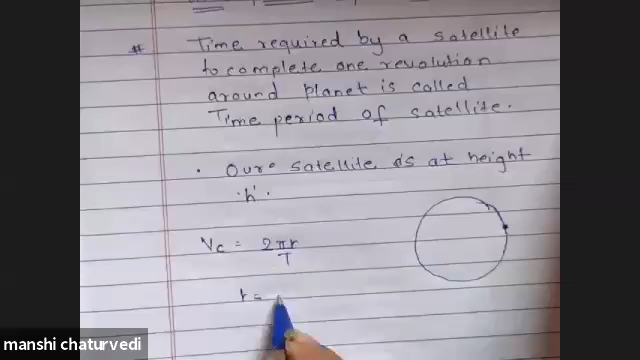 # Time required by a satellite
to complete one revolution
around planet is called
Time period of satellite.
• Our satellite is at height
'h'.
Vc = 2πr
T
r =
manshi chaturvedi